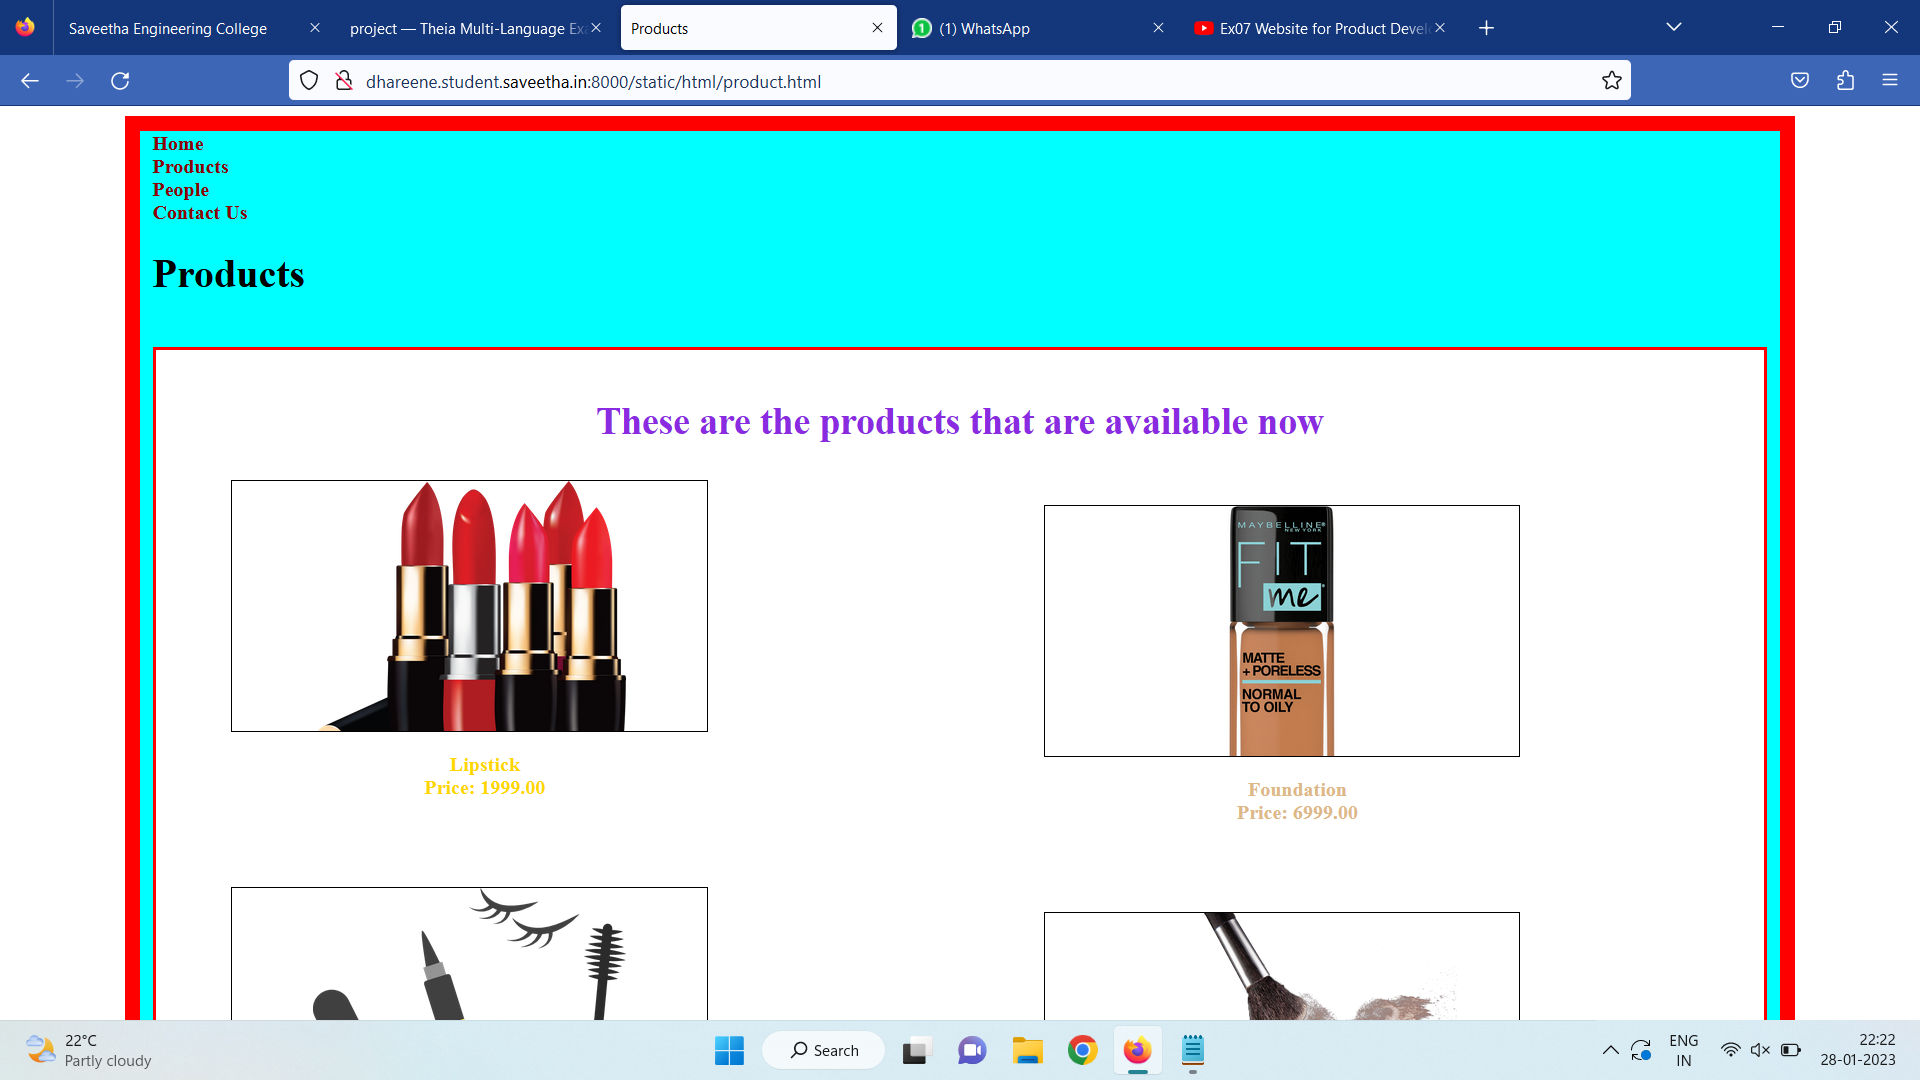 Saveetha Engineering College
project — Theia Multi-Language Ex
Products
(1) WhatsApp
Ex07 Website for Product Devel
dhareene.student.saveetha.in:8000/static/html/product.html
Home
Products
People
Contact Us
Products
These are the products that are available now
MAYBELLINE®
NEW YORK
FIT
me
MATTE
+ PORELESS
NORMAL
TO OILY
Lipstick
Price: 1999.00
Foundation
Price: 6999.00
22°C
Partly cloudy
Search
ENG
IN
22:22
28-01-2023